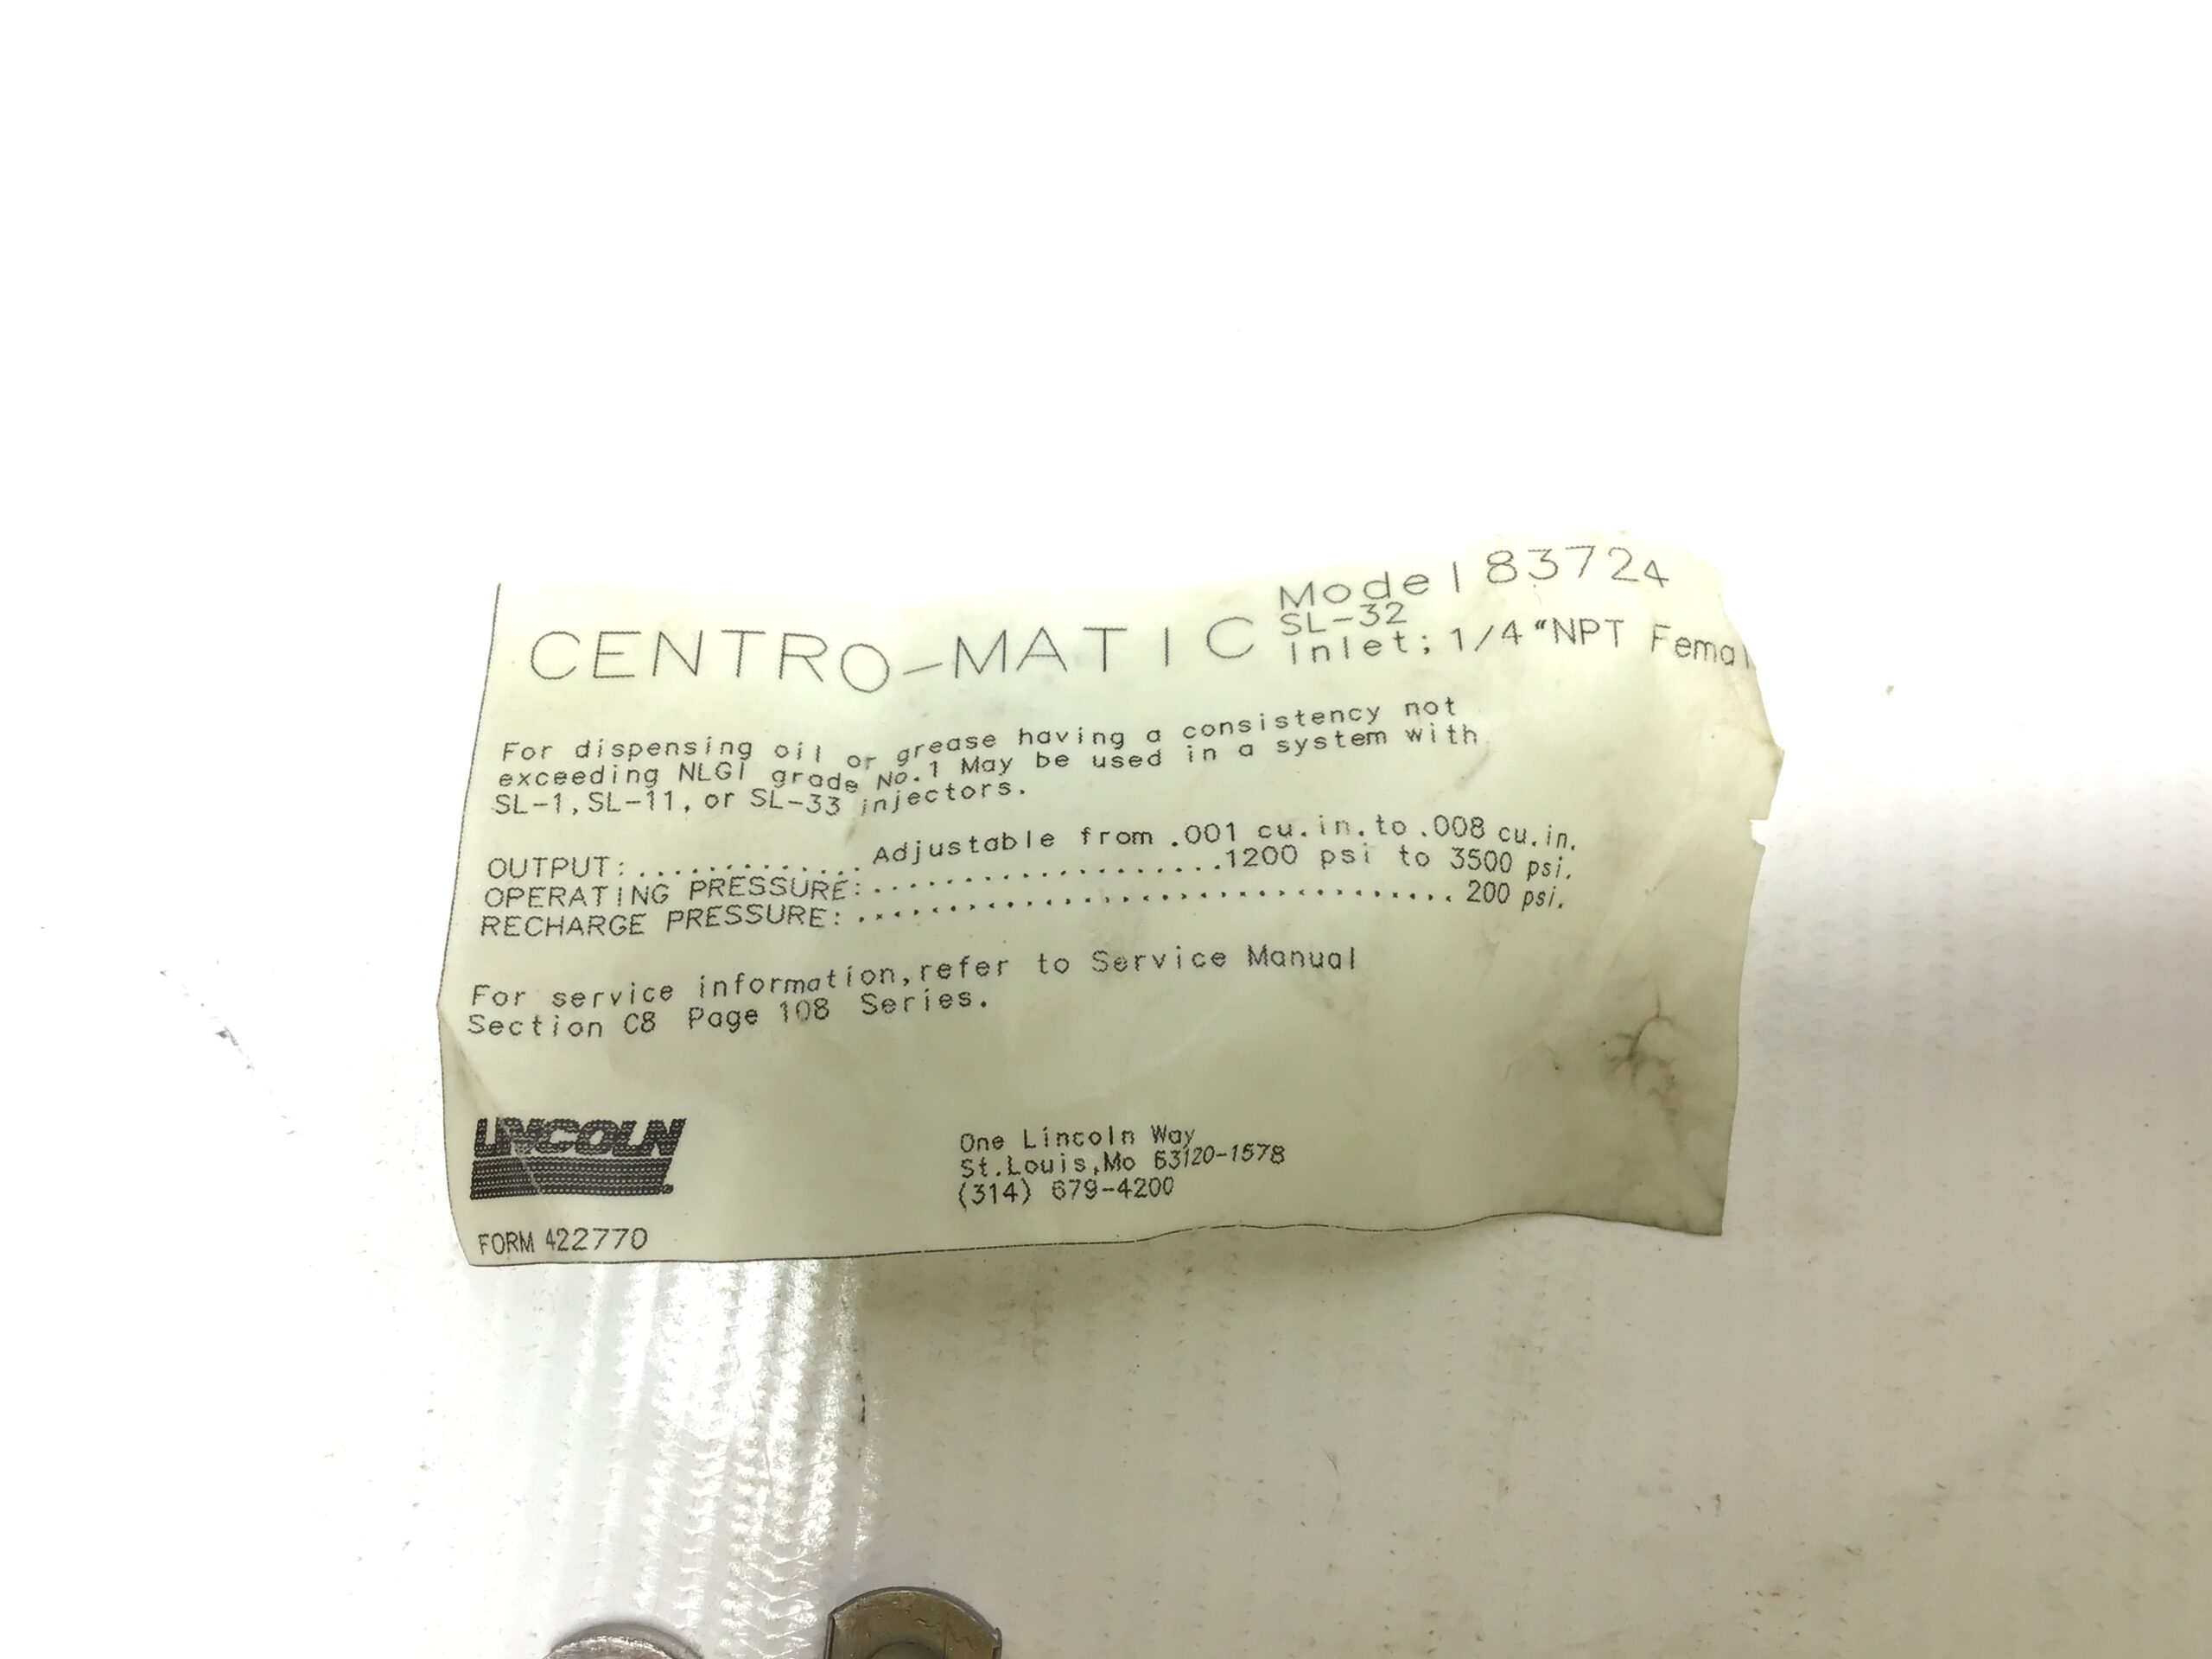 CENTRO-MATIC
Model 83724
SL-32
Inlet; 1/4"NPT Femal
For dispensing oil or grease having a consistency not
exceeding NLGI grade No.1 May be used in a system with
SL-1, SL-11, or SL-33 injectors.
OUTPUT:..............Adjustable from .001 cu.in.to .008 cu.in.
OPERATING PRESSURE:....................1200 psi to 3500 psi.
RECHARGE PRESSURE:...................................200 psi.
For service information,refer to Service Manual
Section C8 Page 108 Series.
LINCOLN
One Lincoln Way
St.Louis,Mo 63120-1578
(314) 679-4200
FORM 422770